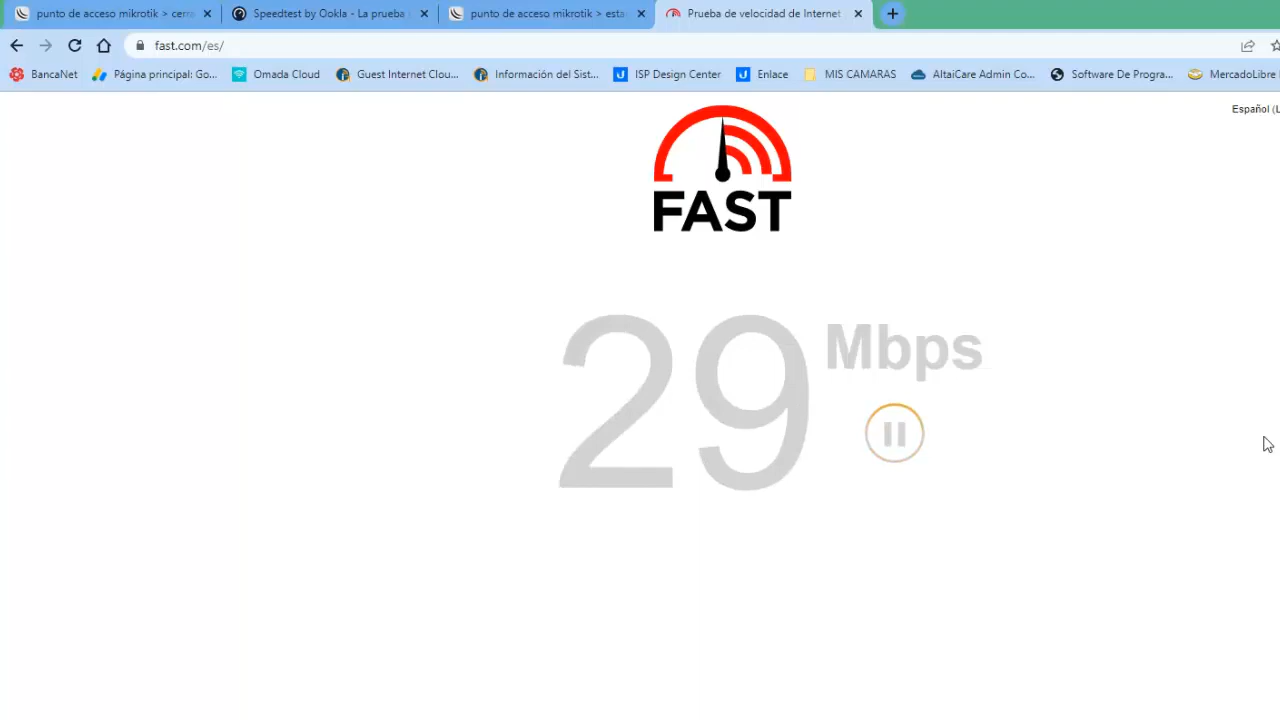 punto de acceso mikrotik > cerra
Speedtest by Ookla - La prueba
punto de acceso mikrotik > esta
Prueba de velocidad de Internet
fast.com/es/
BancaNet
Página principal: Go...
Omada Cloud
Guest Internet Clou...
Información del Sist...
ISP Design Center
Enlace
MIS CAMARAS
AltaiCare Admin Co...
Software De Progra...
MercadoLibre
Español (L
FAST
29 Mbps